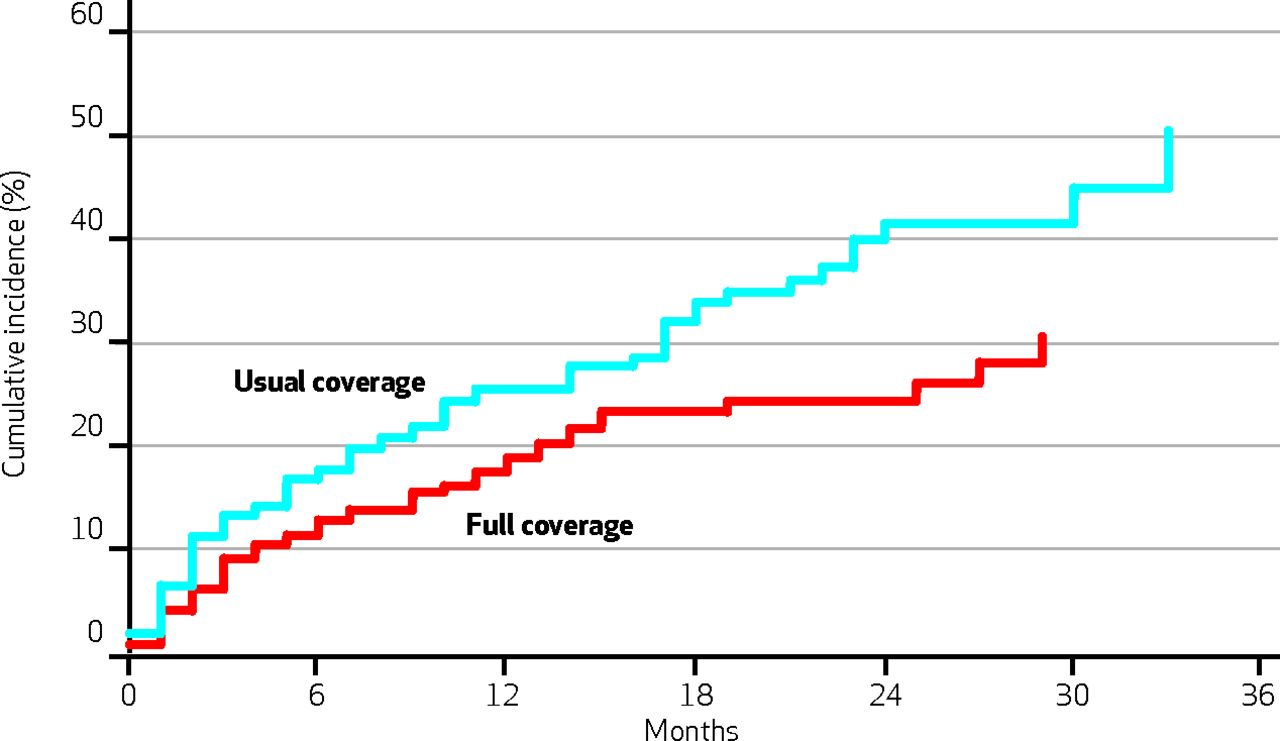 60
50
40
30
20
10
0
Cumulative incidence (%)
Usual coverage
Full coverage
0 6 12 18 24 30 36
Months